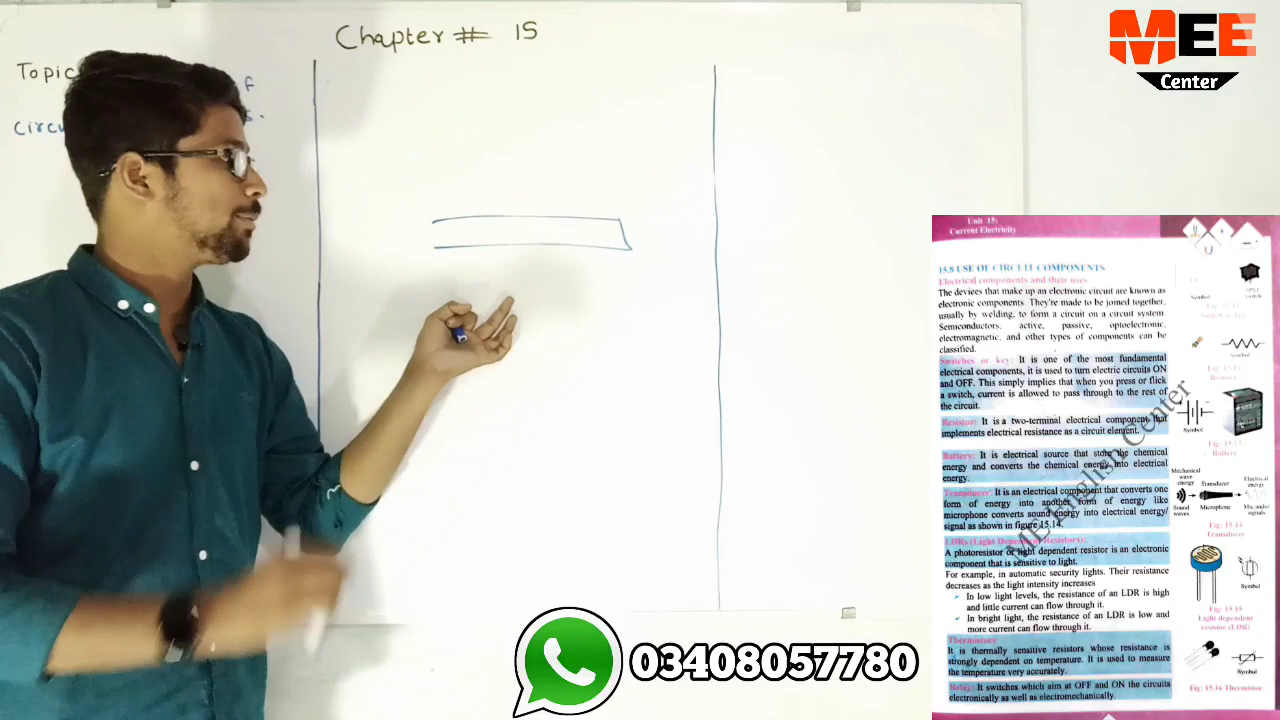 Chapter # 15
Topic
f
Circu
s.
MEE
Center
Unit 15:
Current Electricity
15.8 USE OF CIRCUIT COMPONENTS
Electrical components and their uses
The devices that make up an electronic circuit are known as
electronic components. They're made to be joined together,
usually by welding, to form a circuit on a circuit system.
Semiconductors, active, passive, optoelectronic,
electromagnetic, and other types of components can be
classified.
Switches or key: It is one of the most fundamental
electrical components, it is used to turn electric circuits ON
and OFF. This simply implies that when you press or flick
a switch, current is allowed to pass through to the rest of
the circuit.
Resistor: It is a two-terminal electrical component that
implements electrical resistance as a circuit element.
Battery: It is electrical source that store the chemical
energy and converts the chemical energy into electrical
energy.
Transducer: It is an electrical component that converts one
form of energy into another form of energy like
microphone converts sound energy into electrical energy/
signal as shown in figure 15.14.
LDRs (Light Dependent Resistors):
A photoresistor or light dependent resistor is an electronic
component that is sensitive to light.
For example, in automatic security lights. Their resistance
decreases as the light intensity increases
In low light levels, the resistance of an LDR is high
and little current can flow through it.
In bright light, the resistance of an LDR is low and
more current can flow through it.
Thermistors
It is thermally sensitive resistors whose resistance is
strongly dependent on temperature. It is used to measure
the temperature very accurately.
Relay: It switches which aim at OFF and ON the circuits
electronically as well as electromechanically.
Symbol
Switch
Symbol
Resistor
Symbol
Battery
Mechanical
wave
energy
Transducer
Electrical
energy
Sound
waves
Microphone
signals
Fig: 15.14
Transducer
Symbol
Fig: 15.15
Light dependent
resistor (LDR)
Symbol
Fig: 15.16 Thermistor
ME English Center
03408057780